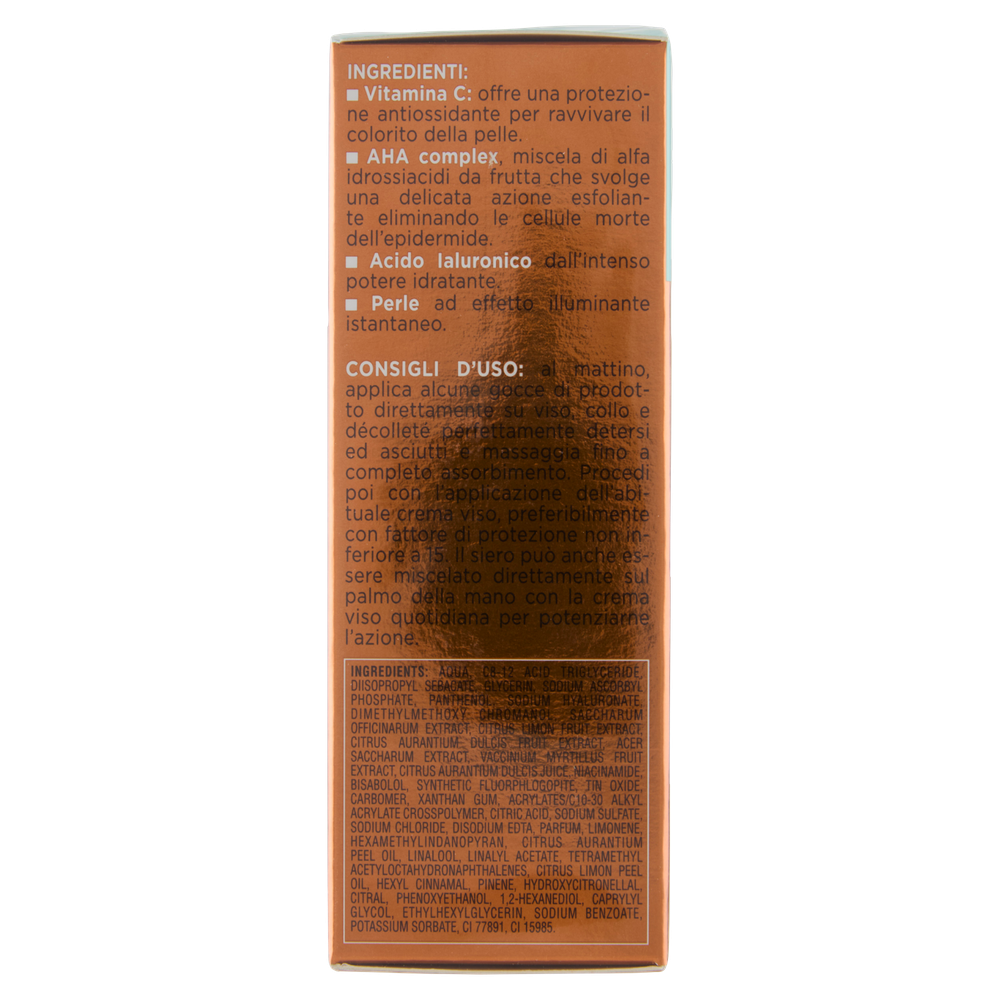 INGREDIENTI:
■ Vitamina C: offre una protezio-
ne antiossidante per ravvivare il
colorito della pelle.
■ AHA complex, miscela di alfa
idrossiacidi da frutta che svolge
una delicata azione esfolian-
te eliminando le cellule morte
dell'epidermide.
■ Acido Ialuronico dall'intenso
potere idratante.
■ Perle ad effetto illuminante
istantaneo.
CONSIGLI D'USO: al mattino,
applica alcune gocce di prodot-
to direttamente su viso, collo e
décolleté perfettamente detersi
ed asciutti e massaggia fino a
completo assorbimento. Procedi
poi con l'applicazione dell'abi-
tuale crema viso, preferibilmente
con fattore di protezione non in-
feriore a 15. Il siero può anche es-
sere miscelato direttamente sul
palmo della mano con la crema
viso quotidiana per potenziarne
l'azione.
INGREDIENTS: AQUA, C8-12 ACID TRIGLYCERIDE,
DIISOPROPYL SEBACATE, GLYCERIN, SODIUM ASCORBYL
PHOSPHATE, PANTHENOL, SODIUM HYALURONATE,
DIMETHYLMETHOXY CHROMANOL, SACCHARUM
OFFICINARUM EXTRACT, CITRUS LIMON FRUIT EXTRACT,
CITRUS AURANTIUM DULCIS FRUIT EXTRACT, ACER
SACCHARUM EXTRACT, VACCINIUM MYRTILLUS FRUIT
EXTRACT, CITRUS AURANTIUM DULCIS JUICE, NIACINAMIDE,
BISABOLOL, SYNTHETIC FLUORPHLOGOPITE, TIN OXIDE,
CARBOMER, XANTHAN GUM, ACRYLATES/C10-30 ALKYL
ACRYLATE CROSSPOLYMER, CITRIC ACID, SODIUM SULFATE,
SODIUM CHLORIDE, DISODIUM EDTA, PARFUM, LIMONENE,
HEXAMETHYLINDANOPYRAN, CITRUS AURANTIUM
PEEL OIL, LINALOOL, LINALYL ACETATE, TETRAMETHYL
ACETYLOCTAHYDRONAPHTHALENES, CITRUS LIMON PEEL
OIL, HEXYL CINNAMAL, PINENE, HYDROXYCITRONELLAL,
CITRAL, PHENOXYETHANOL, 1,2-HEXANEDIOL, CAPRYLYL
GLYCOL, ETHYLHEXYLGLYCERIN, SODIUM BENZOATE,
POTASSIUM SORBATE, CI 77891, CI 15985.